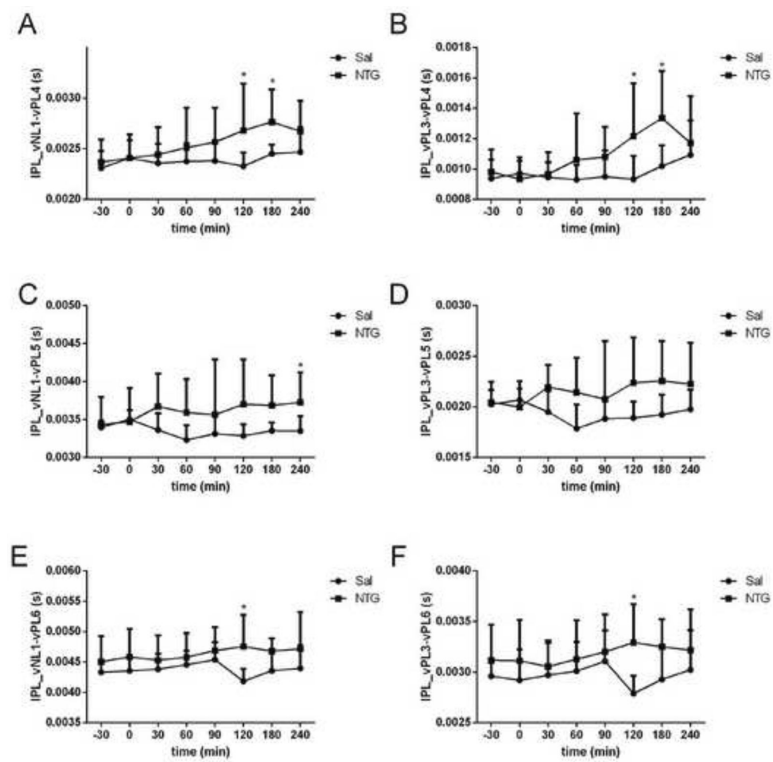 A
IPL_vNL1-vPL4 (s)
0.0030
0.0025
0.0020
* *
Sal
NTG
-30 0 30 60 90 120 180 240
time (min)
B
IPL_vPL3-vPL4 (s)
0.0018
0.0016
0.0014
0.0012
0.0010
0.0008
* *
Sal
NTG
-30 0 30 60 90 120 180 240
time (min)
C
IPL_vNL1-vPL5 (s)
0.0050
0.0045
0.0040
0.0035
0.0030
*
Sal
NTG
-30 0 30 60 90 120 180 240
time (min)
D
IPL_vPL3-vPL5 (s)
0.0030
0.0025
0.0020
0.0015
Sal
NTG
-30 0 30 60 90 120 180 240
time (min)
E
IPL_vNL1-vPL6 (s)
0.0060
0.0055
0.0050
0.0045
0.0040
0.0035
*
Sal
NTG
-30 0 30 60 90 120 180 240
time (min)
F
IPL_vPL3-vPL6 (s)
0.0040
0.0035
0.0030
0.0025
*
Sal
NTG
-30 0 30 60 90 120 180 240
time (min)